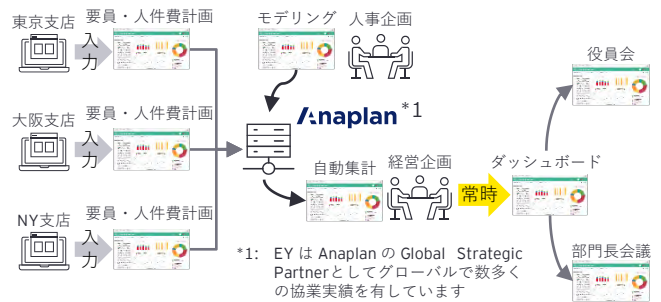 東京支店
要員・人件費計画
入力
大阪支店
要員・人件費計画
入力
NY支店
要員・人件費計画
入力
モデリング
人事企画
Anaplan *1
自動集計
経営企画
常時
ダッシュボード
役員会
部門長会議
*1: EY は Anaplan の Global Strategic
Partnerとしてグローバルで数多く
の協業実績を有しています